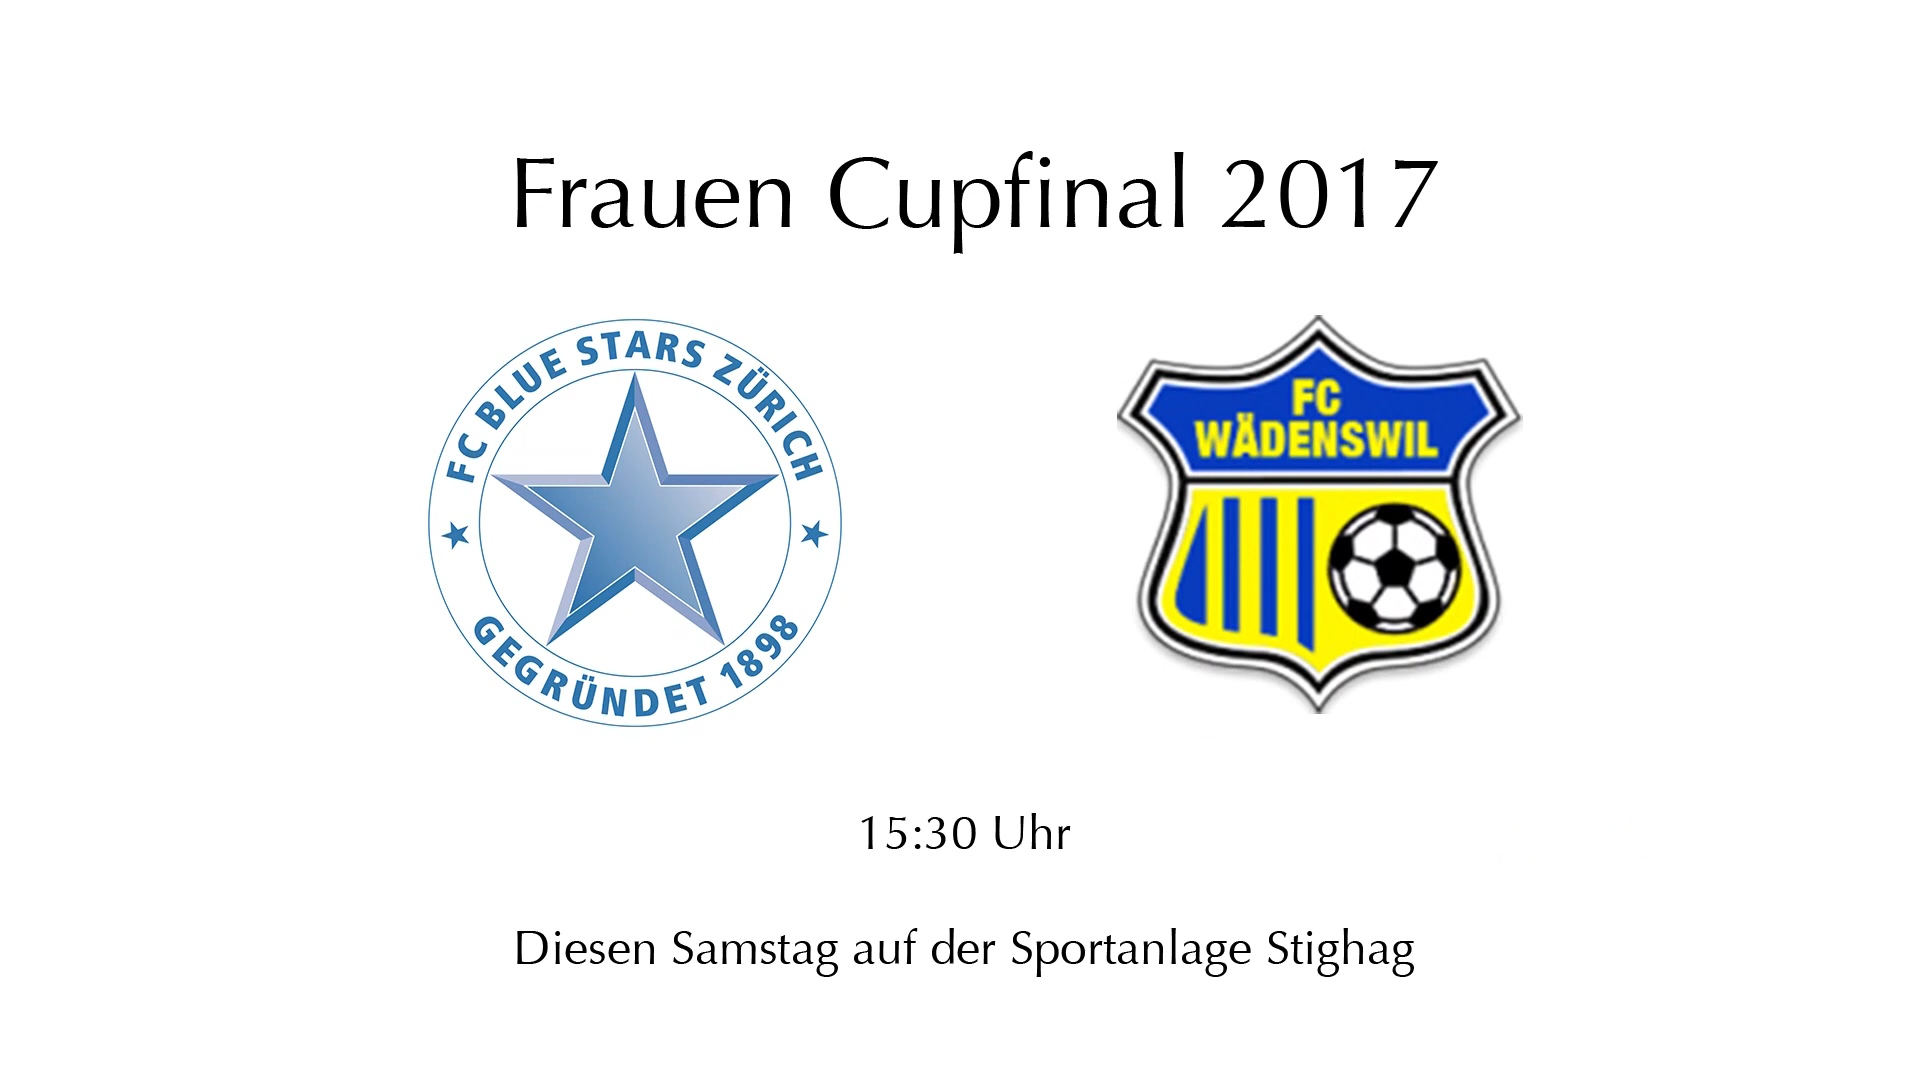 Frauen Cupfinal 2017
FC BLUE STARS ZÜRICH
GEGRÜNDET 1898
FC
WÄDENSWIL
15:30 Uhr
Diesen Samstag auf der Sportanlage Stighag